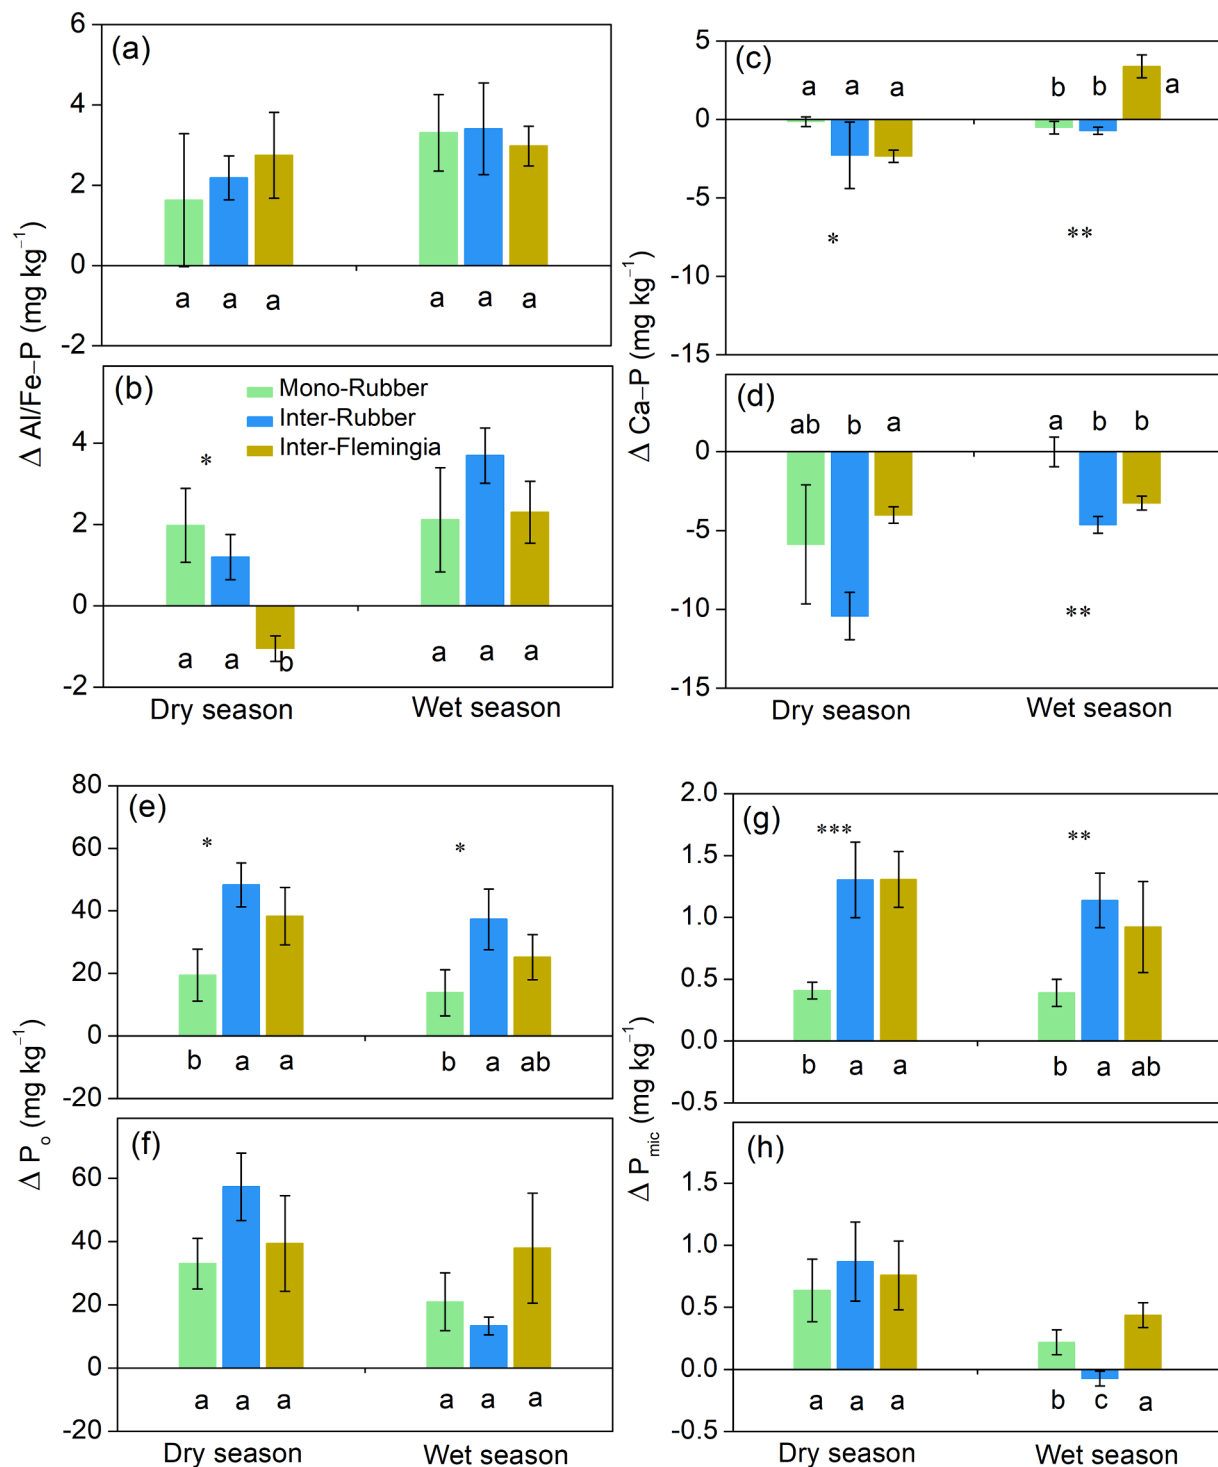 (a)
6
4
2
0
-2
a a a a a a
Δ Al/Fe–P (mg kg⁻¹)
(b)
Mono-Rubber
Inter-Rubber
Inter-Flemingia
*
4
2
0
-2
a a b a a a
Dry season Wet season
(c)
5
0
-5
-10
-15
a a a b b a
* **
Δ Ca–P (mg kg⁻¹)
(d)
0
-5
-10
-15
ab b a a b b
**
Dry season Wet season
(e)
80
60
40
20
0
-20
* *
b a a b a ab
Δ Pₒ (mg kg⁻¹)
(f)
60
40
20
0
-20
a a a a a a
Dry season Wet season
(g)
2.0
1.5
1.0
0.5
0.0
-0.5
*** **
b a a b a ab
Δ Pmic (mg kg⁻¹)
(h)
1.5
1.0
0.5
0.0
-0.5
a a a b c a
Dry season Wet season